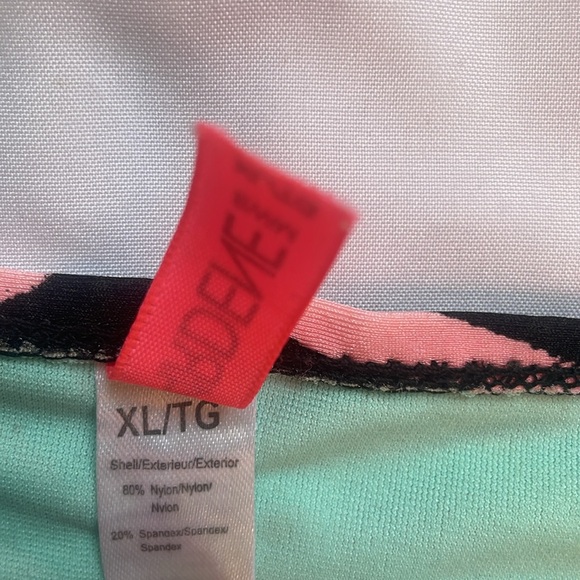 XL/TG
Shell/Exterieur/Exterior
80% Nylon/Nylon/
Nylon
20% Spandex/Spandex/
Spandex